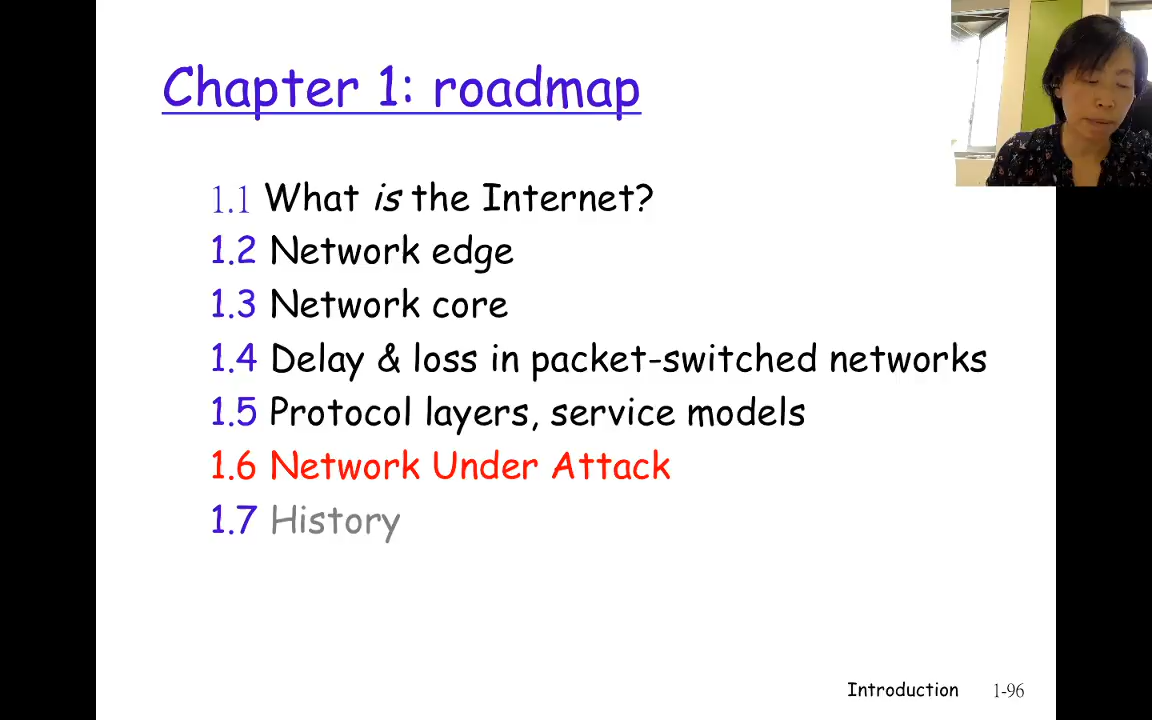 Chapter 1: roadmap
1.1 What is the Internet?
1.2 Network edge
1.3 Network core
1.4 Delay & loss in packet-switched networks
1.5 Protocol layers, service models
1.6 Network Under Attack
1.7 History
Introduction 1-96